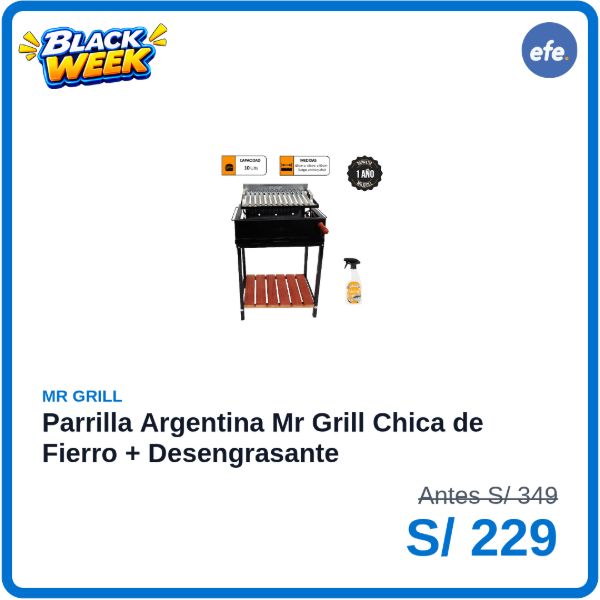 BLACK
WEEK
efe.
CAPACIDAD
MEDIDAS
1 AÑO
MR GRILL
Parrilla Argentina Mr Grill Chica de
Fierro + Desengrasante
Antes S/ 349
S/ 229